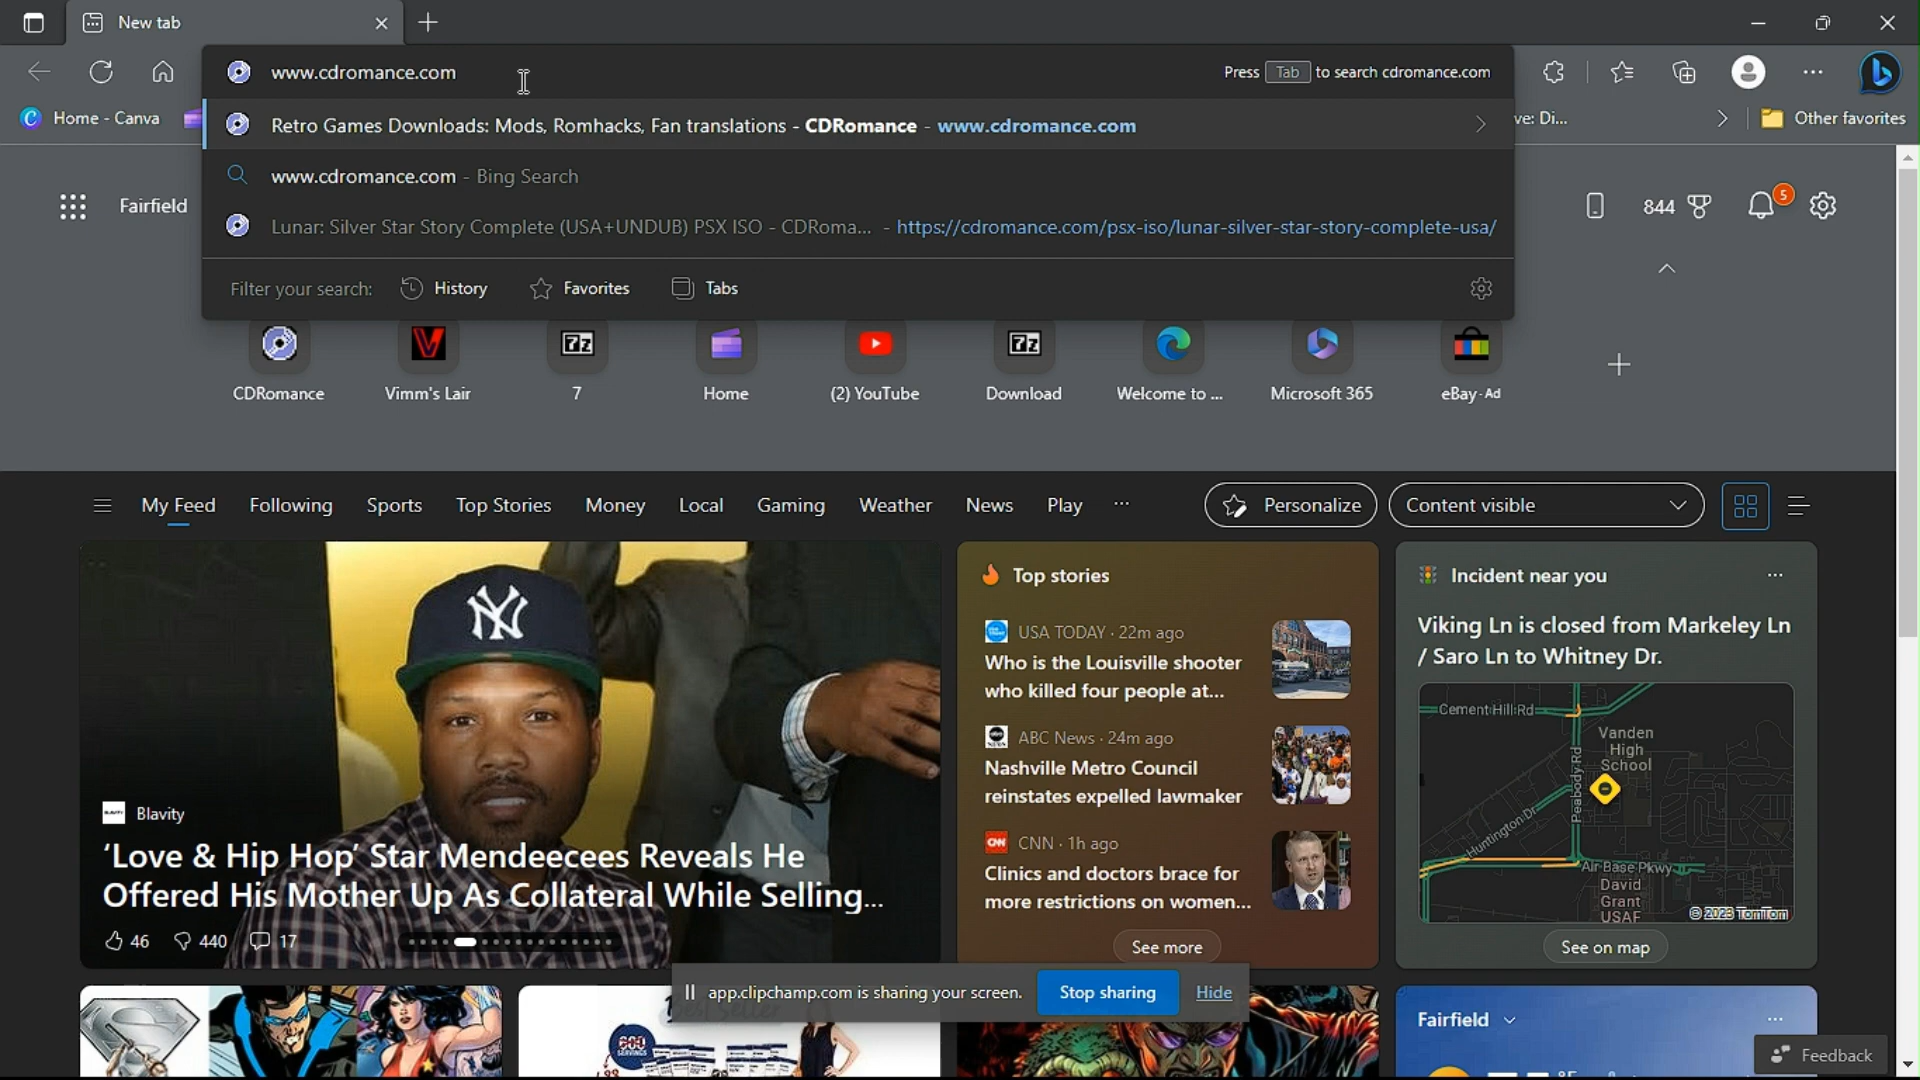 New tab
www.cdromance.com
Press Tab to search cdromance.com
Home - Canva
Retro Games Downloads: Mods, Romhacks, Fan translations - CDRomance - www.cdromance.com
ve: Di...
Other favorites
www.cdromance.com - Bing Search
Fairfield
844
5
Lunar: Silver Star Story Complete (USA+UNDUB) PSX ISO - CDRoma... - https://cdromance.com/psx-iso/lunar-silver-star-story-complete-usa/
Filter your search: History Favorites Tabs
CDRomance
Vimm's Lair
7
Home
(2) YouTube
Download
Welcome to ...
Microsoft 365
eBay · Ad
My Feed Following Sports Top Stories Money Local Gaming Weather News Play ...
Personalize
Content visible
Blavity
'Love & Hip Hop' Star Mendeecees Reveals He
Offered His Mother Up As Collateral While Selling...
46 440 17
Top stories
USA TODAY · 22m ago
Who is the Louisville shooter
who killed four people at...
ABC News · 24m ago
Nashville Metro Council
reinstates expelled lawmaker
CNN · 1h ago
Clinics and doctors brace for
more restrictions on women...
See more
Incident near you
Viking Ln is closed from Markeley Ln
/ Saro Ln to Whitney Dr.
Cement Hill Rd
Vanden
High
School
Peabody Rd
Huntington Dr
Air Base Pkwy
David
Grant
USAF
© 2023 TomTom
See on map
app.clipchamp.com is sharing your screen.
Stop sharing
Hide
600
SERVINGS
Fairfield
Feedback